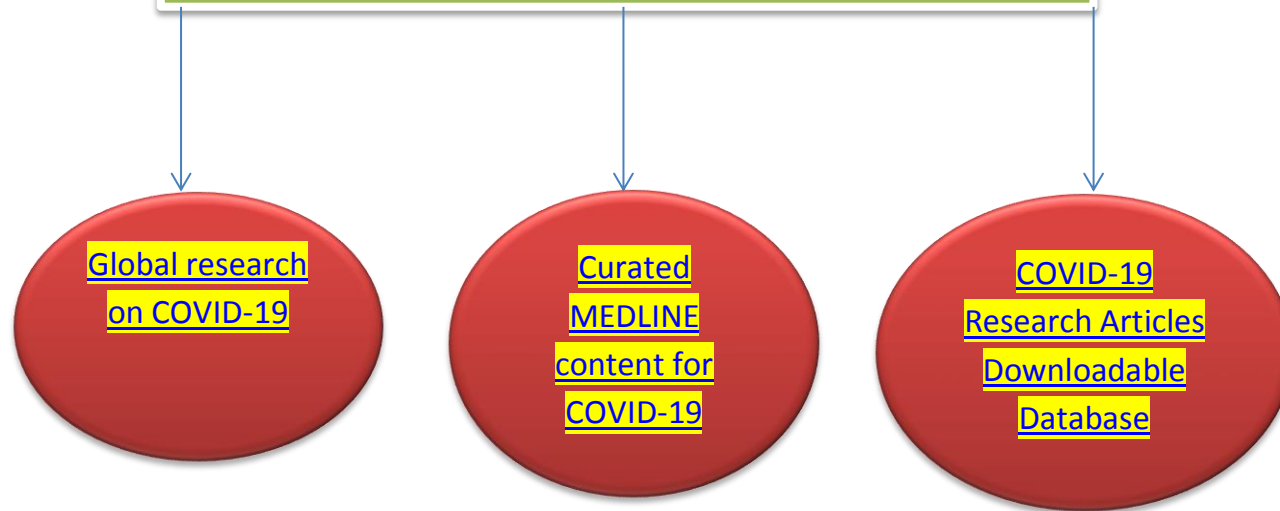 Global research
on COVID-19
Curated
MEDLINE
content for
COVID-19
COVID-19
Research Articles
Downloadable
Database